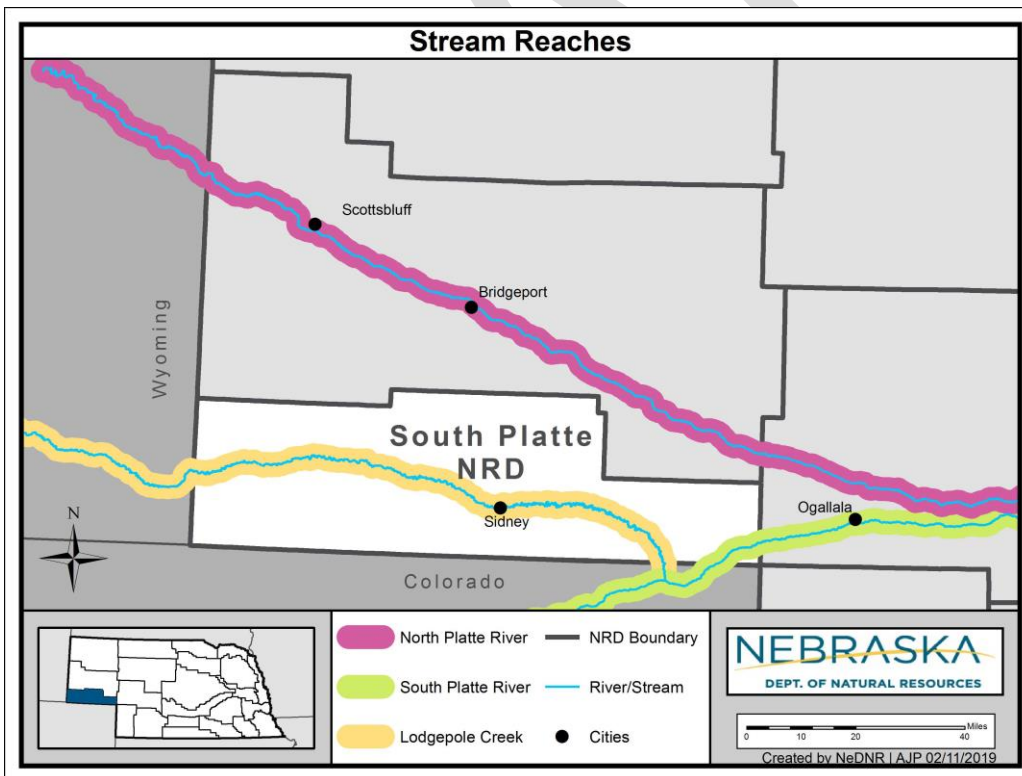 Stream Reaches
Scottsbluff
Bridgeport
Wyoming
South Platte
NRD
Sidney
Ogallala
N
Colorado
North Platte River
NRD Boundary
South Platte River
River/Stream
Lodgepole Creek
Cities
NEBRASKA
DEPT. OF NATURAL RESOURCES
Miles
0 10 20 40
Created by NeDNR | AJP 02/11/2019